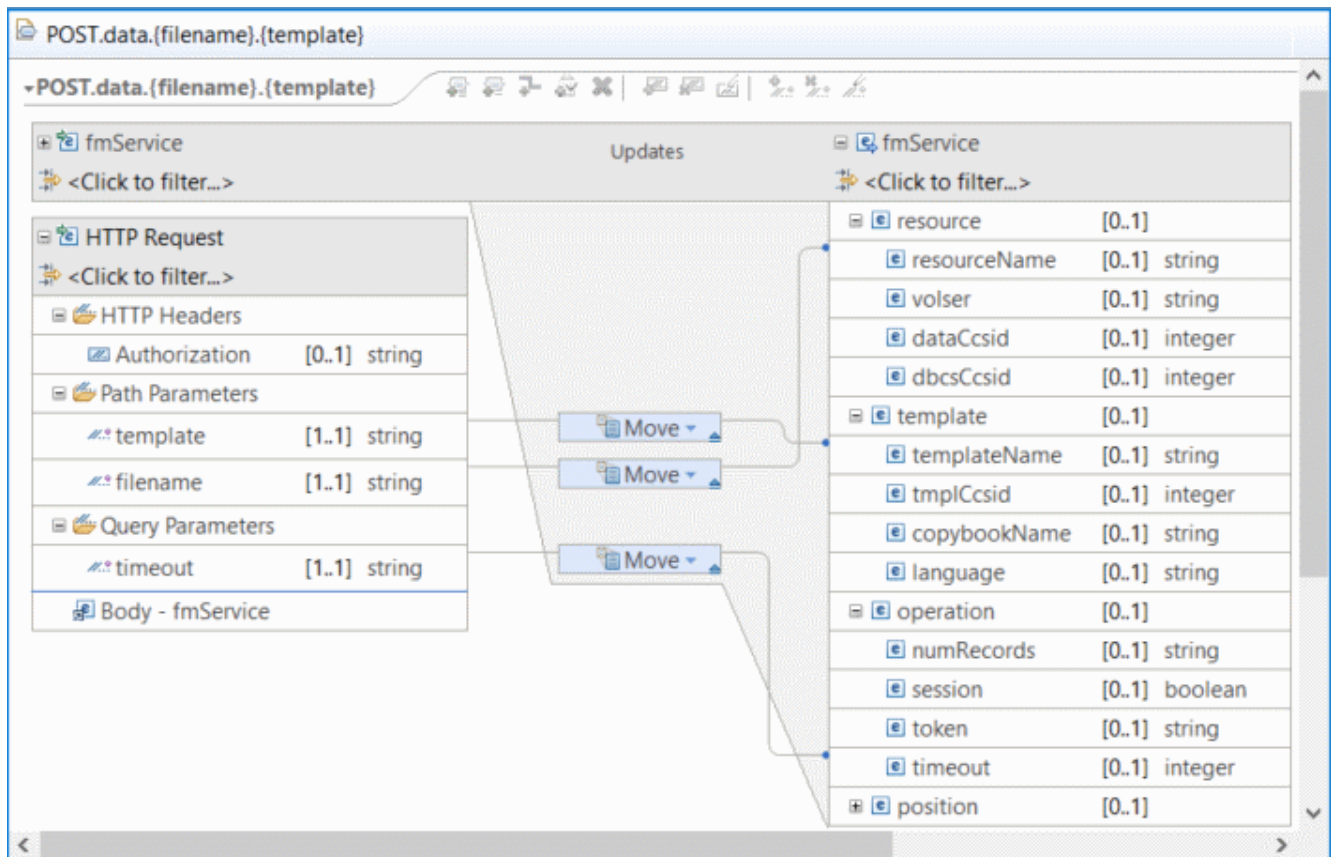 POST.data.{filename}.{template}
POST.data.{filename}.{template}
fmService
<Click to filter...>
Updates
fmService
<Click to filter...>
HTTP Request
<Click to filter...>
HTTP Headers
Authorization [0..1] string
Path Parameters
template [1..1] string
filename [1..1] string
Query Parameters
timeout [1..1] string
Body - fmService
Move
Move
Move
resource [0..1]
resourceName [0..1] string
volser [0..1] string
dataCcsid [0..1] integer
dbcsCcsid [0..1] integer
template [0..1]
templateName [0..1] string
tmplCcsid [0..1] integer
copybookName [0..1] string
language [0..1] string
operation [0..1]
numRecords [0..1] string
session [0..1] boolean
token [0..1] string
timeout [0..1] integer
position [0..1]